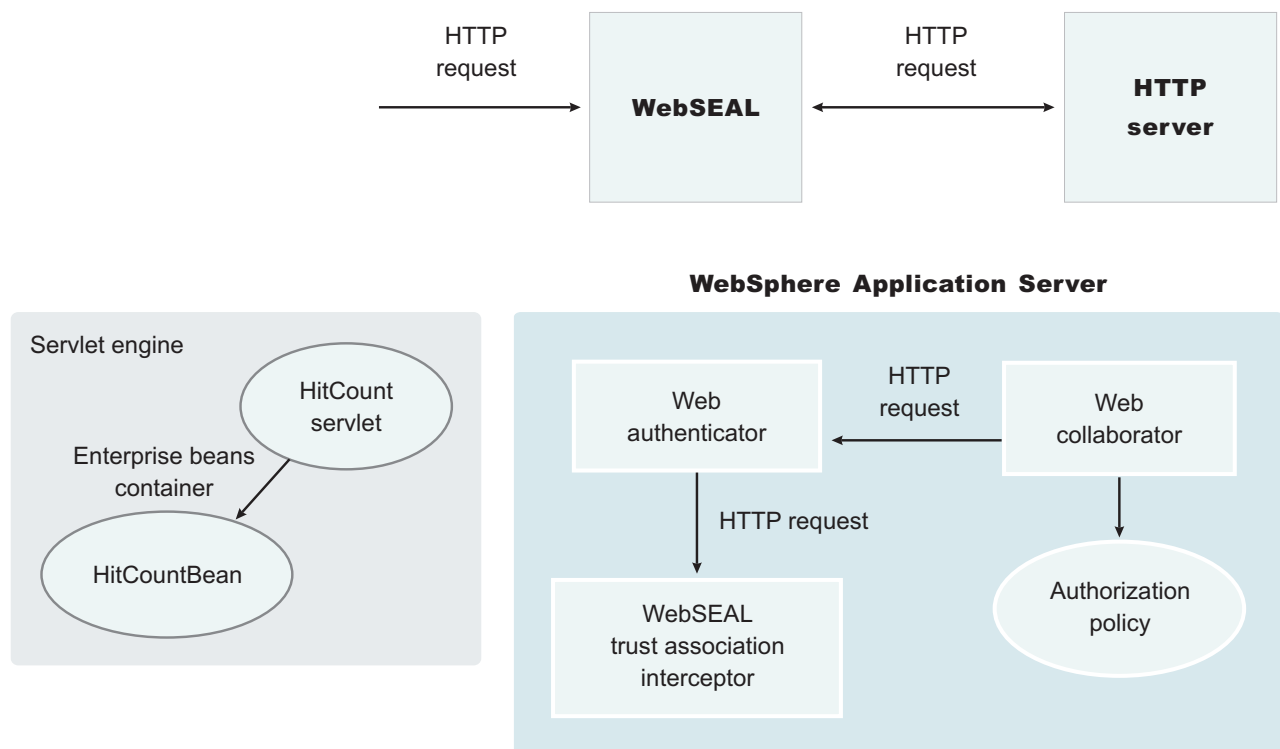 HTTP
request
HTTP
request
WebSEAL
HTTP
server
WebSphere Application Server
Servlet engine
HitCount
servlet
Enterprise beans
container
HitCountBean
Web
authenticator
HTTP
request
Web
collaborator
HTTP request
WebSEAL
trust association
interceptor
Authorization
policy